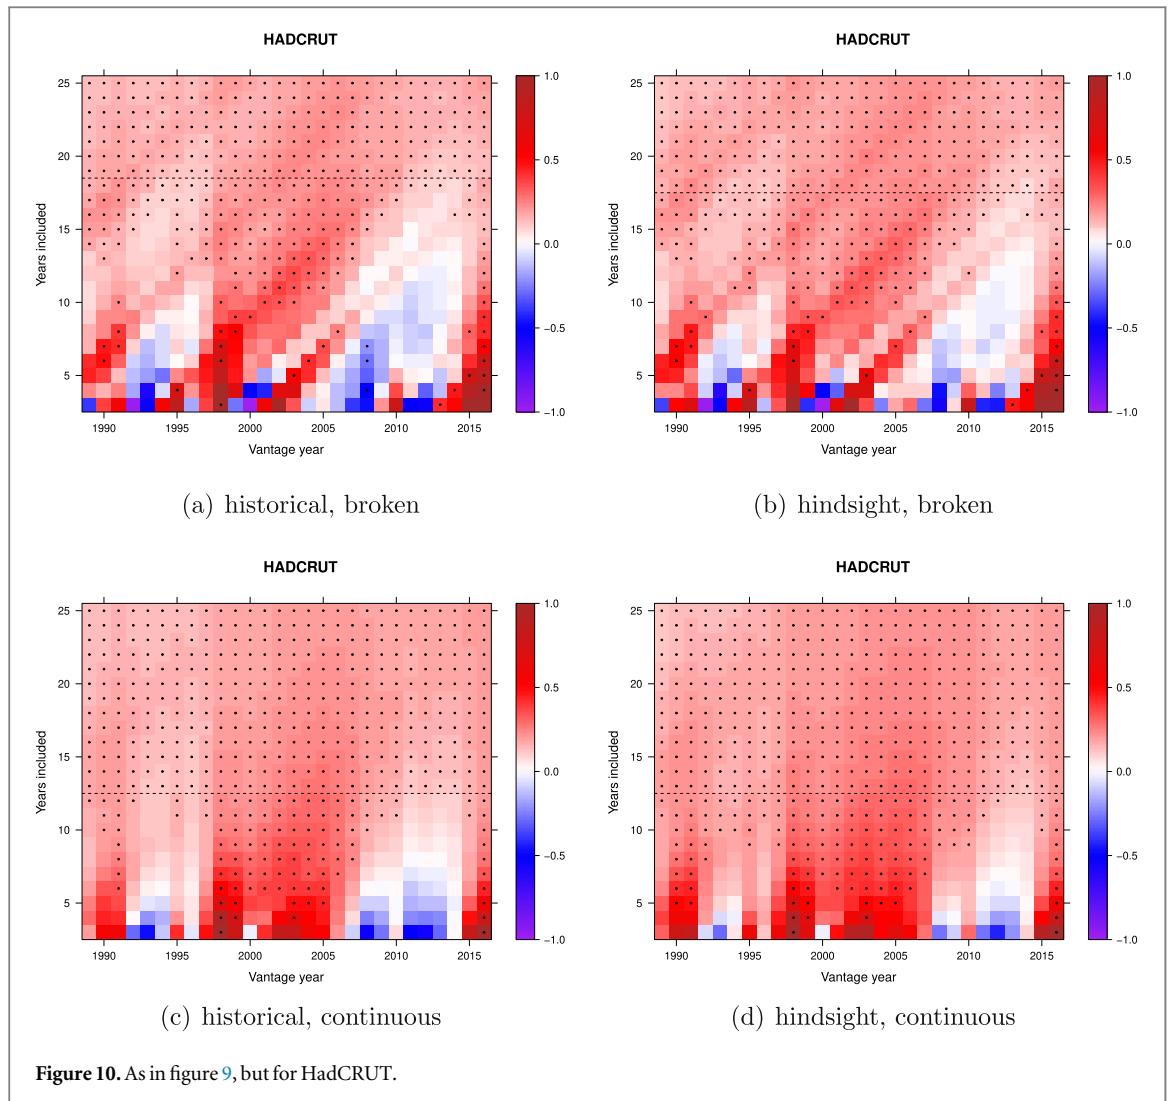 HADCRUT
25
20
15
10
5
Years included
1990 1995 2000 2005 2010 2015
Vantage year
1.0
0.5
0.0
−0.5
−1.0
(a) historical, broken
HADCRUT
25
20
15
10
5
Years included
1990 1995 2000 2005 2010 2015
Vantage year
1.0
0.5
0.0
−0.5
−1.0
(b) hindsight, broken
HADCRUT
25
20
15
10
5
Years included
1990 1995 2000 2005 2010 2015
Vantage year
1.0
0.5
0.0
−0.5
−1.0
(c) historical, continuous
HADCRUT
25
20
15
10
5
Years included
1990 1995 2000 2005 2010 2015
Vantage year
1.0
0.5
0.0
−0.5
−1.0
(d) hindsight, continuous
Figure 10. As in figure 9, but for HadCRUT.